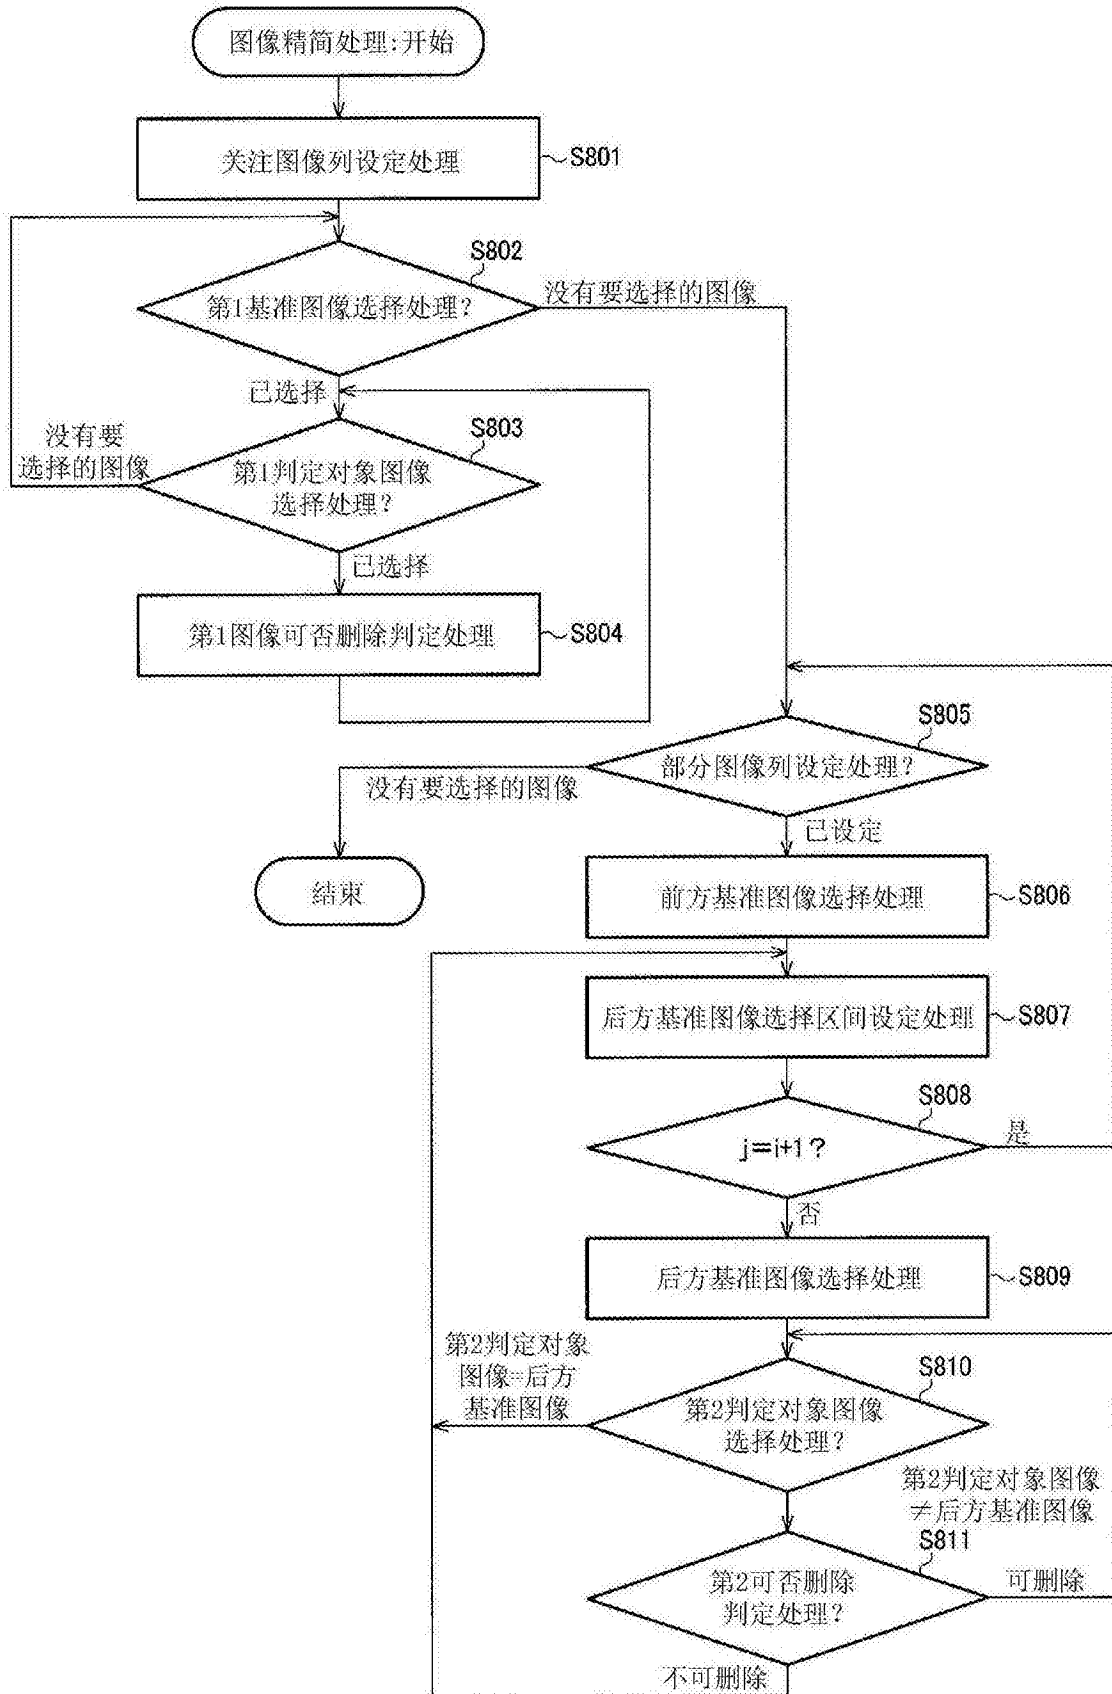 图像精简处理:开始
关注图像列设定处理
S801
S802
第1基准图像选择处理?
没有要选择的图像
已选择
没有要
选择的图像
S803
第1判定对象图像
选择处理?
已选择
第1图像可否删除判定处理
S804
S805
部分图像列设定处理?
没有要选择的图像
已设定
结束
前方基准图像选择处理
S806
后方基准图像选择区间设定处理
S807
S808
j=i+1?
是
否
后方基准图像选择处理
S809
第2判定对象
图像=后方
基准图像
S810
第2判定对象图像
选择处理?
第2判定对象图像
≠后方基准图像
S811
第2可否删除
判定处理?
可删除
不可删除